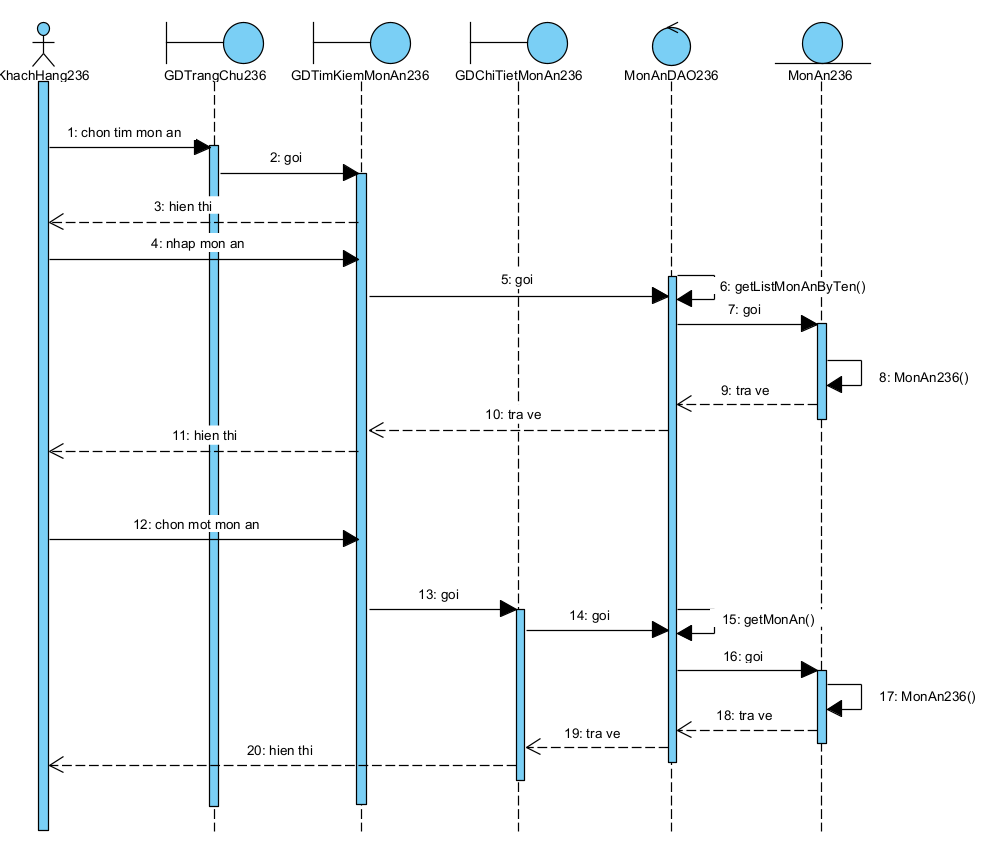 KhachHang236
GDTrangChu236
GDTimKiemMonAn236
GDChiTietMonAn236
MonAnDAO236
MonAn236
1: chon tim mon an
2: goi
3: hien thi
4: nhap mon an
5: goi
6: getListMonAnByTen()
7: goi
8: MonAn236()
9: tra ve
10: tra ve
11: hien thi
12: chon mot mon an
13: goi
14: goi
15: getMonAn()
16: goi
17: MonAn236()
18: tra ve
19: tra ve
20: hien thi